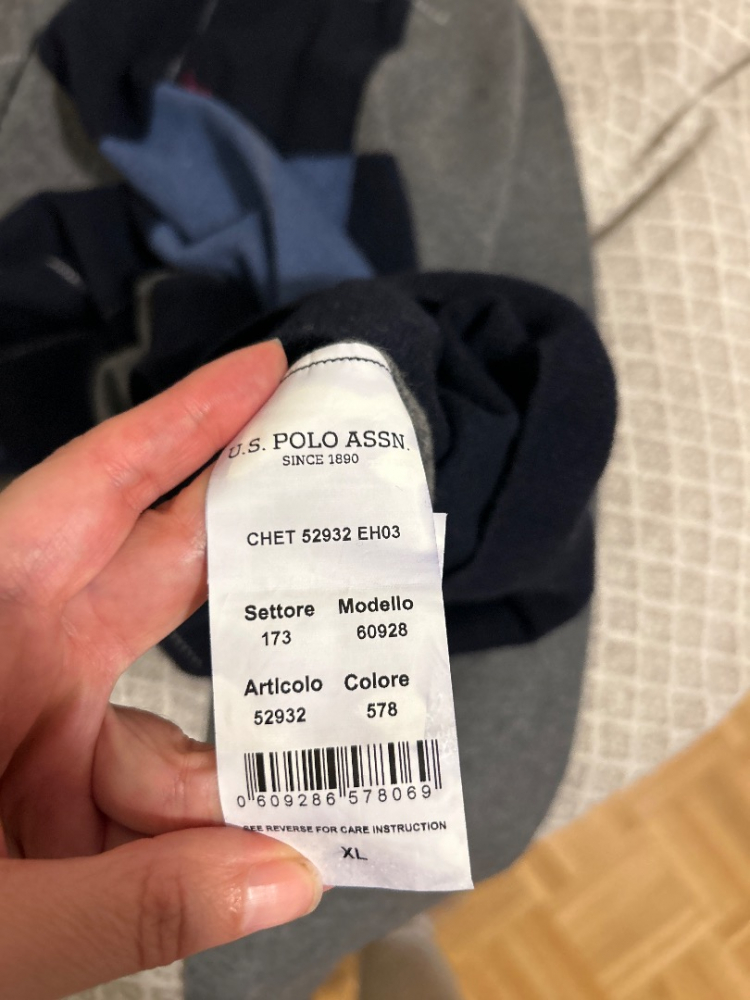 U.S. POLO ASSN.
SINCE 1890
CHET 52932 EH03
Settore Modello
173 60928
Articolo Colore
52932 578
0 609286 578069
SEE REVERSE FOR CARE INSTRUCTION
XL